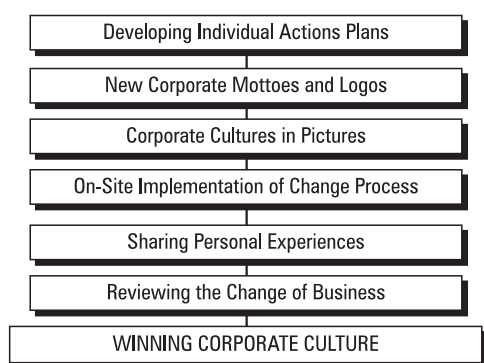 Developing Individual Actions Plans
New Corporate Mottoes and Logos
Corporate Cultures in Pictures
On-Site Implementation of Change Process
Sharing Personal Experiences
Reviewing the Change of Business
WINNING CORPORATE CULTURE